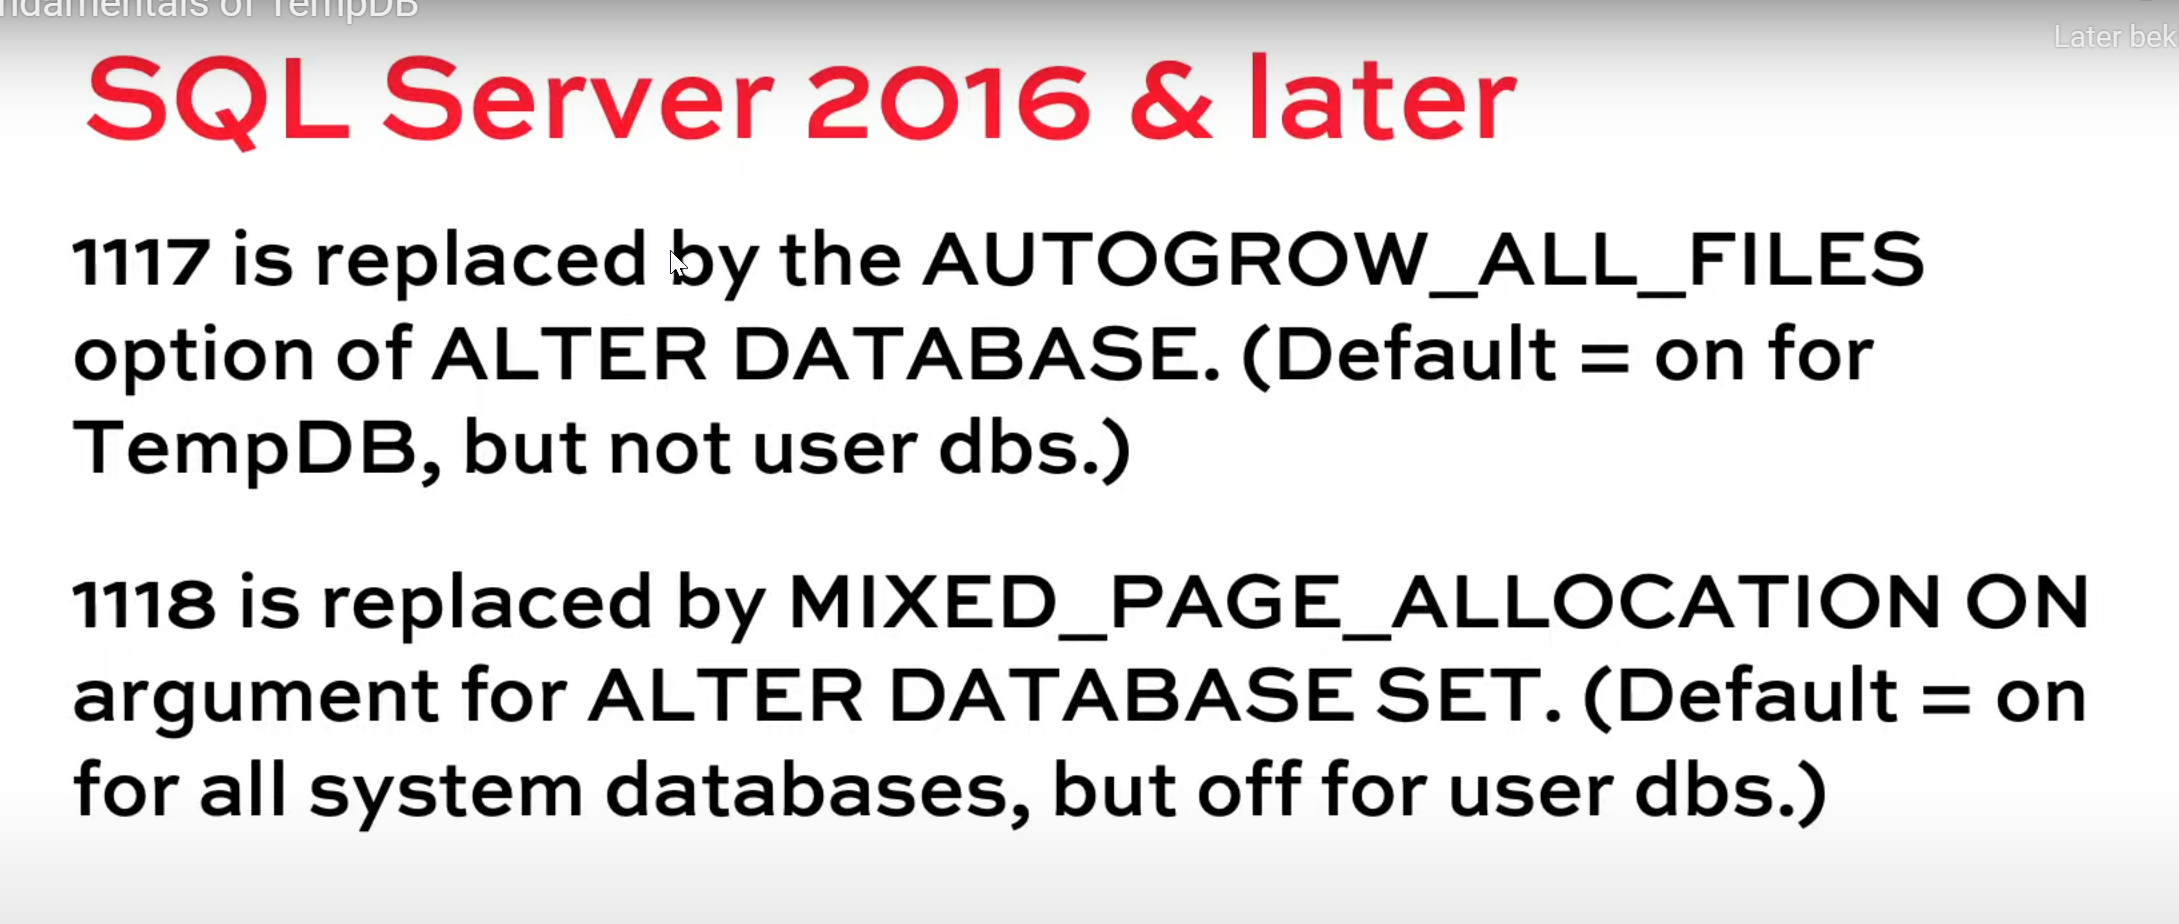 ndamentals of TempDB
Later bek
SQL Server 2016 & later
1117 is replaced by the AUTOGROW_ALL_FILES
option of ALTER DATABASE. (Default = on for
TempDB, but not user dbs.)
1118 is replaced by MIXED_PAGE_ALLOCATION ON
argument for ALTER DATABASE SET. (Default = on
for all system databases, but off for user dbs.)